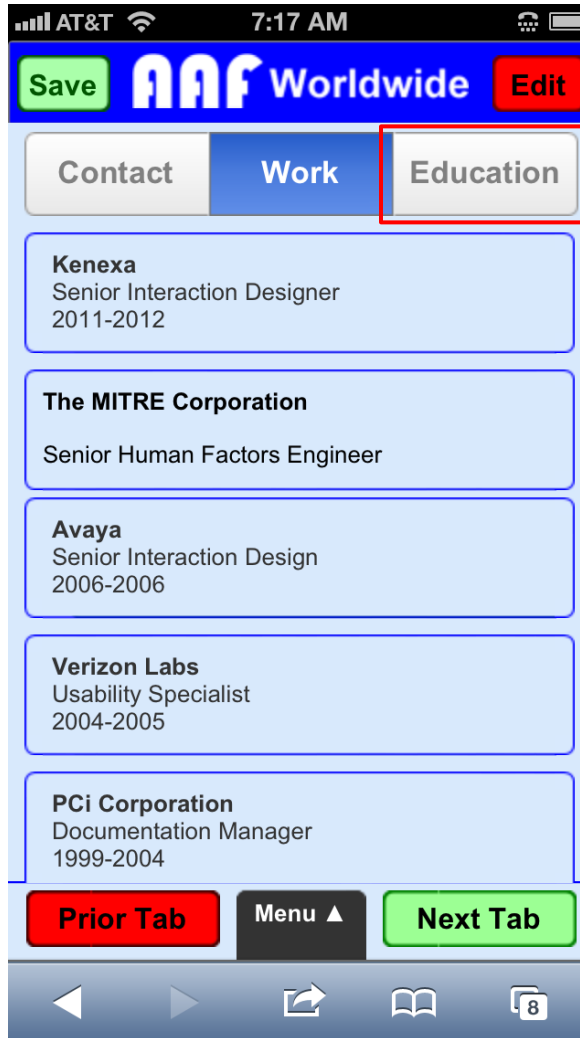 AT&T 7:17 AM
Save AAF Worldwide Edit
Contact Work Education
Kenexa
Senior Interaction Designer
2011-2012
The MITRE Corporation
Senior Human Factors Engineer
Avaya
Senior Interaction Design
2006-2006
Verizon Labs
Usability Specialist
2004-2005
PCi Corporation
Documentation Manager
1999-2004
Prior Tab Menu ▲ Next Tab
8